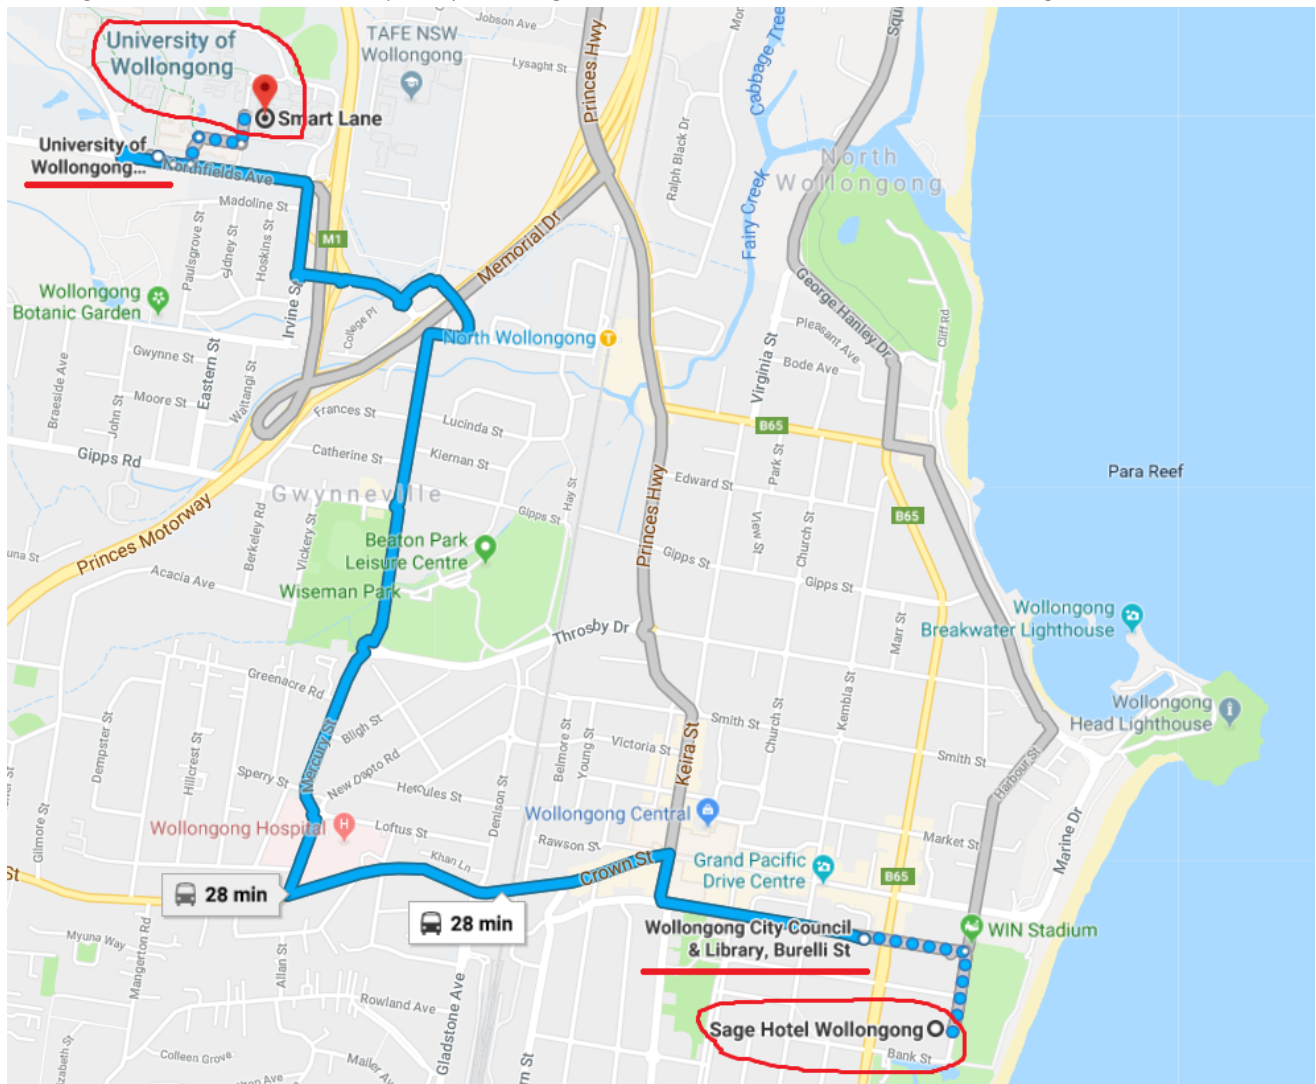 University of
Wollongong
TAFE NSW
Wollongong
Jobson Ave
Lysaght St
Princes Hwy
Cabbage Tree
Smart Lane
University of
Wollongong...
Northfields Ave
Madoline St
Paulsgrove St
Sydney St
Hoskins St
M1
Memorial Dr
Ralph Black Dr
Fairy Creek
North
Wollongong
Wollongong
Botanic Garden
Irvine St
College Pl
North Wollongong
T
George Hanley Dr
Pleasant Ave
Bode Ave
Virginia St
Cliff Rd
Gwynne St
Eastern St
Waitangi St
Braeside Ave
Moore St
John St
Frances St
Lucinda St
Catherine St
Kiernan St
Gipps Rd
B65
Park St
Edward St
Para Reef
Gwynneville
Hay St
Princes Hwy
B65
View St
Church St
Princes Motorway
Berkeley Rd
Vickery St
Gipps St
Beaton Park
Leisure Centre
Gipps St
Gipps St
Acacia Ave
Wiseman Park
Wollongong
Breakwater Lighthouse
Throsby Dr
Marr St
Greenacre Rd
Kembla St
Wollongong
Head Lighthouse
Dempster St
Hillcrest St
Bligh St
Mercury St
Belmore St
Young St
Victoria St
Keira St
Smith St
Church St
Smith St
Harbour St
Sperry St
New Dapto Rd
Hercules St
Denison St
Gilmore St
Wollongong Hospital
H
Loftus St
Wollongong Central
Rawson St
Market St
Marine Dr
Khan Ln
Crown St
Grand Pacific
Drive Centre
St
28 min
B65
28 min
Wollongong City Council
& Library, Burelli St
WIN Stadium
Myuna Way
Mangerton Rd
Allan St
Rowland Ave
Gladstone Ave
Sage Hotel Wollongong
Bank St
Colleen Grove